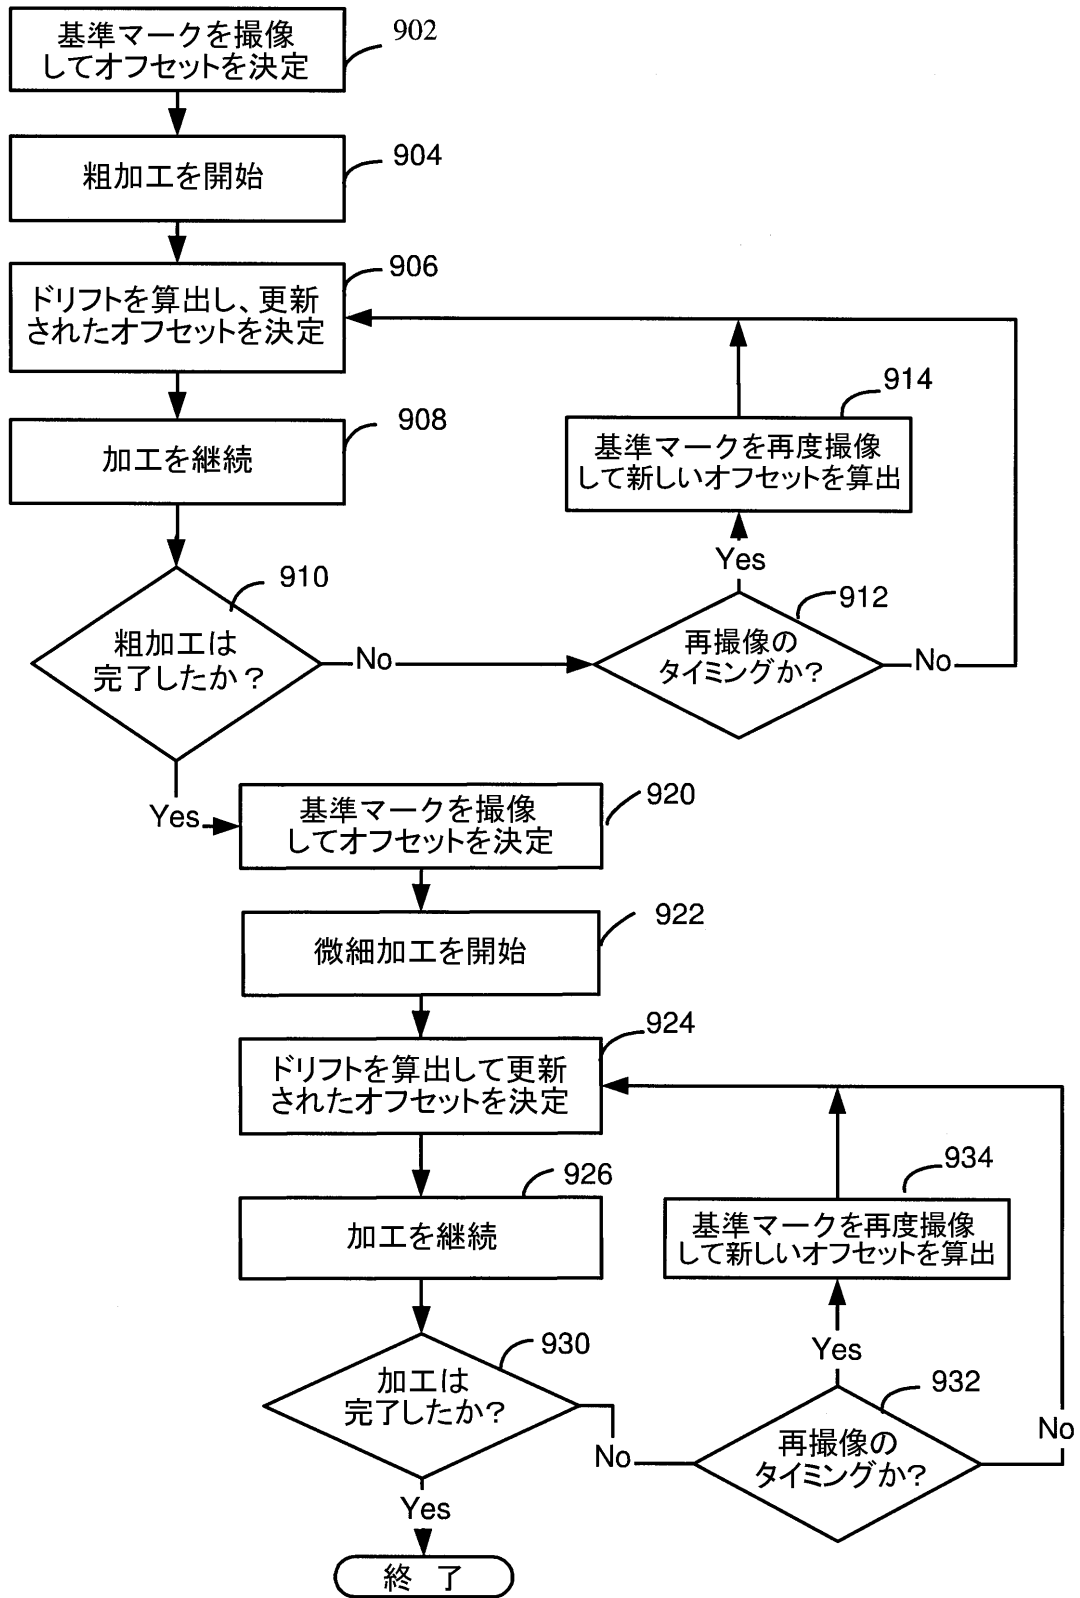 基準マークを撮像
してオフセットを決定
902
粗加工を開始
904
ドリフトを算出し、更新
されたオフセットを決定
906
加工を継続
908
914
基準マークを再度撮像
して新しいオフセットを算出
Yes
910
粗加工は
完了したか？
No
912
再撮像の
タイミングか？
No
Yes
基準マークを撮像
してオフセットを決定
920
微細加工を開始
922
ドリフトを算出して更新
されたオフセットを決定
924
加工を継続
926
934
基準マークを再度撮像
して新しいオフセットを算出
Yes
930
加工は
完了したか？
No
932
再撮像の
タイミングか？
No
Yes
終 了